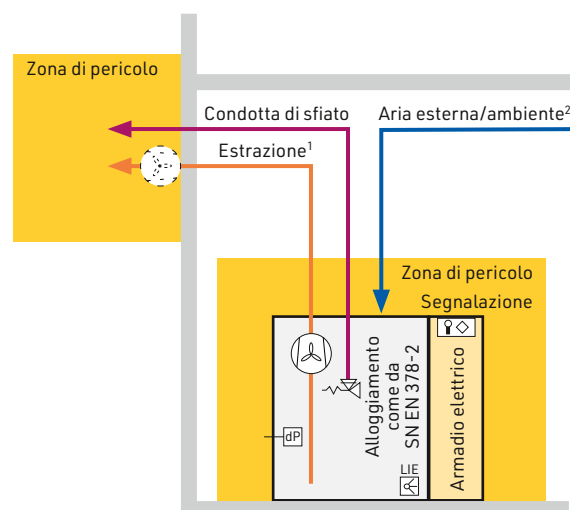 Zona di pericolo
Condotta di sfiato
Aria esterna/ambiente²
Estrazione¹
Zona di pericolo
Segnalazione
Alloggiamento
come da
SN EN 378-2
Armadio elettrico
dP
LIE